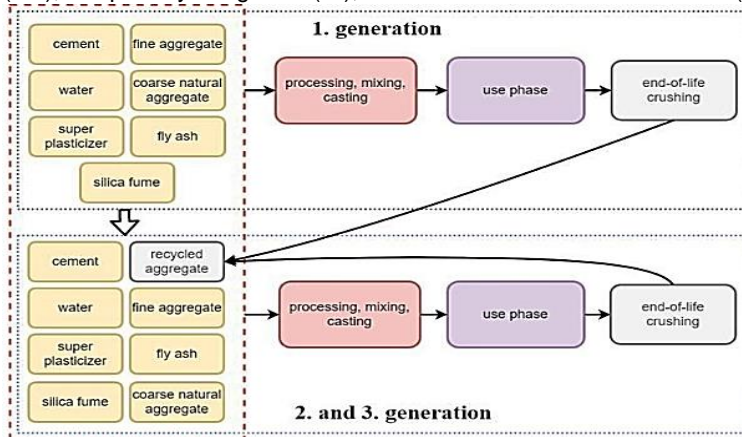 1. generation
cement
fine aggregate
water
coarse natural
aggregate
super
plasticizer
fly ash
silica fume
processing, mixing,
casting
use phase
end-of-life
crushing
cement
recycled
aggregate
water
fine aggregate
super
plasticizer
fly ash
silica fume
coarse natural
aggregate
processing, mixing,
casting
use phase
end-of-life
crushing
2. and 3. generation